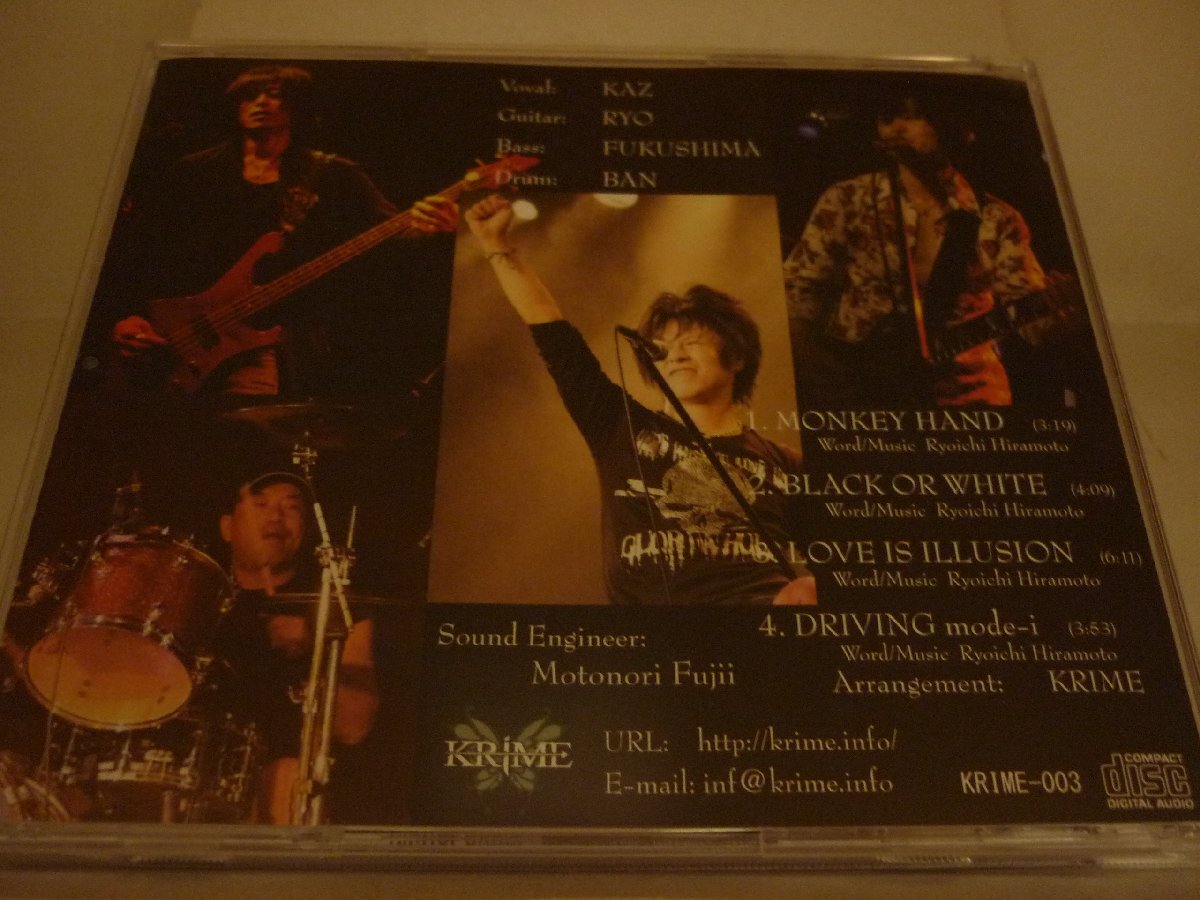 Voval: KAZ
Guitar: RYO
Bass: FUKUSHIMA
Drum: BAN
1. MONKEY HAND (3:19)
Word/Music Ryoichi Hiramoto
2. BLACK OR WHITE (4:09)
Word/Music Ryoichi Hiramoto
3. LOVE IS ILLUSION (6:11)
Word/Music Ryoichi Hiramoto
4. DRIVING mode-i (3:53)
Word/Music Ryoichi Hiramoto
Arrangement: KRIME
Sound Engineer:
Motonori Fujii
KRiME
URL: http://krime.info/
E-mail: inf@krime.info
KRIME-003
COMPACT
disc
DIGITAL AUDIO